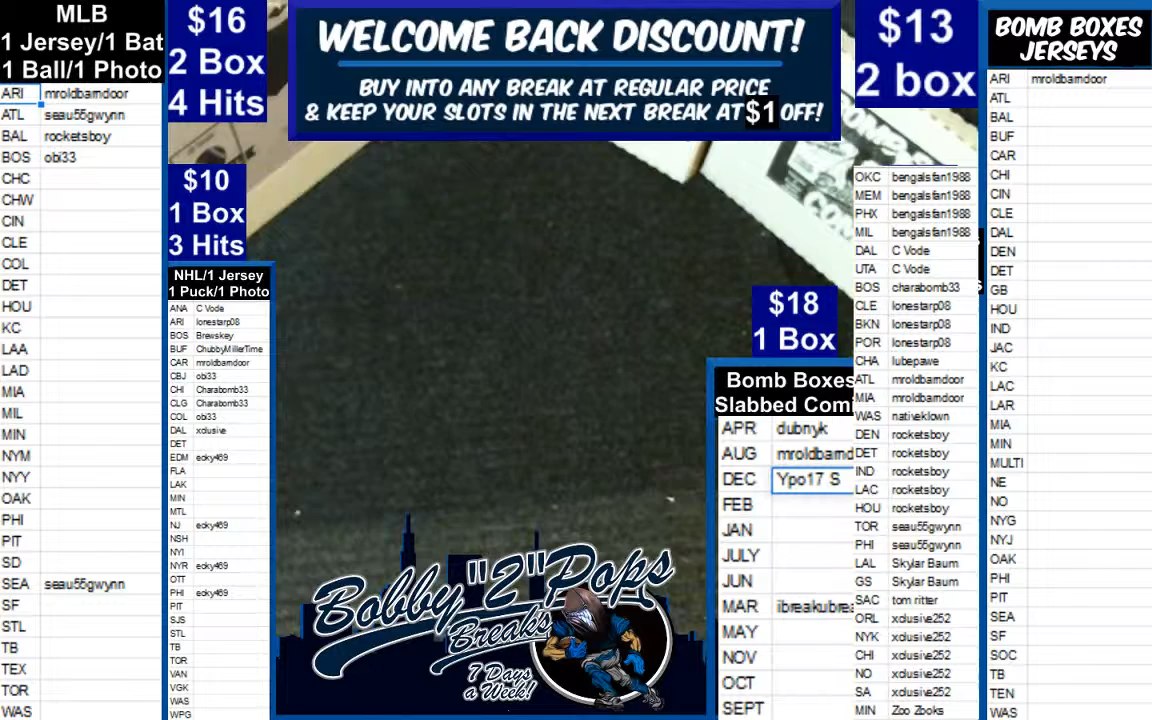 MLB
1 Jersey/1 Bat
1 Ball/1 Photo
ARI mroldbarndoor
ATL seau55gwynn
BAL rocketsboy
BOS obi33
CHC
CHW
CIN
CLE
COL
DET
HOU
KC
LAA
LAD
MIA
MIL
MIN
NYM
NYY
OAK
PHI
PIT
SD
SEA seau55gwynn
SF
STL
TB
TEX
TOR
WAS
$16
2 Box
4 Hits
$10
1 Box
3 Hits
NHL/1 Jersey
1 Puck/1 Photo
ANA C Vode
ARI lonestarp08
BOS Brewskey
BUF ChubbyMillerTime
CAR mroldbarndoor
CBJ obi33
CHI Charabomb33
CLG Charabomb33
COL obi33
DAL xclusive
DET
EDM ecky469
FLA
LAK
MIN
MTL
NJ ecky469
NSH
NYI
NYR ecky469
OTT
PHI ecky469
PIT
SJS
STL
TB
TOR
VAN
VGK
WAS
WPG
WELCOME BACK DISCOUNT!
BUY INTO ANY BREAK AT REGULAR PRICE
& KEEP YOUR SLOTS IN THE NEXT BREAK AT $1 OFF!
Bobby "2" Pops
Breaks
7 Days
a Week!
$18
1 Box
Bomb Boxes
Slabbed Comi
APR dubnyk
AUG mroldbarnd
DEC Ypo17 S
FEB
JAN
JULY
JUN
MAR ibreakubrea
MAY
NOV
OCT
SEPT
$13
2 box
OKC bengalsfan1988
MEM bengalsfan1988
PHX bengalsfan1988
MIL bengalsfan1988
DAL C Vode
UTA C Vode
BOS charabomb33
CLE lonestarp08
BKN lonestarp08
POR lonestarp08
CHA lubepawe
ATL mroldbarndoor
MIA mroldbarndoor
WAS nativeklown
DEN rocketsboy
DET rocketsboy
IND rocketsboy
LAC rocketsboy
HOU rocketsboy
TOR seau55gwynn
PHI seau55gwynn
LAL Skylar Baum
GS Skylar Baum
SAC tom ritter
ORL xclusive252
NYK xclusive252
CHI xclusive252
NO xclusive252
SA xclusive252
MIN Zoo Zooks
BOMB BOXES
JERSEYS
ARI mroldbarndoor
ATL
BAL
BUF
CAR
CHI
CIN
CLE
DAL
DEN
DET
GB
HOU
IND
JAC
KC
LAC
LAR
MIA
MIN
MULTI
NE
NO
NYG
NYJ
OAK
PHI
PIT
SEA
SF
SOC
TB
TEN
WAS